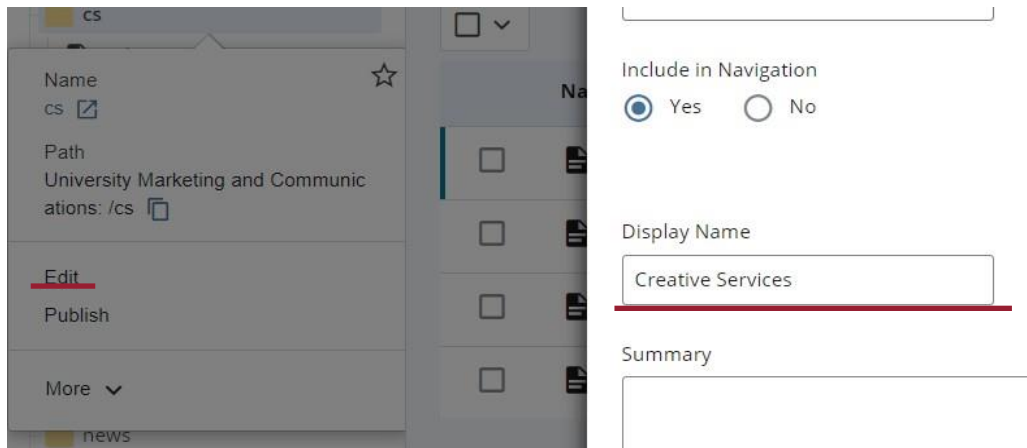 cs
Name
cs
Path
University Marketing and Communic
ations: /cs
Edit
Publish
More
news
Na
Include in Navigation
Yes No
Display Name
Creative Services
Summary